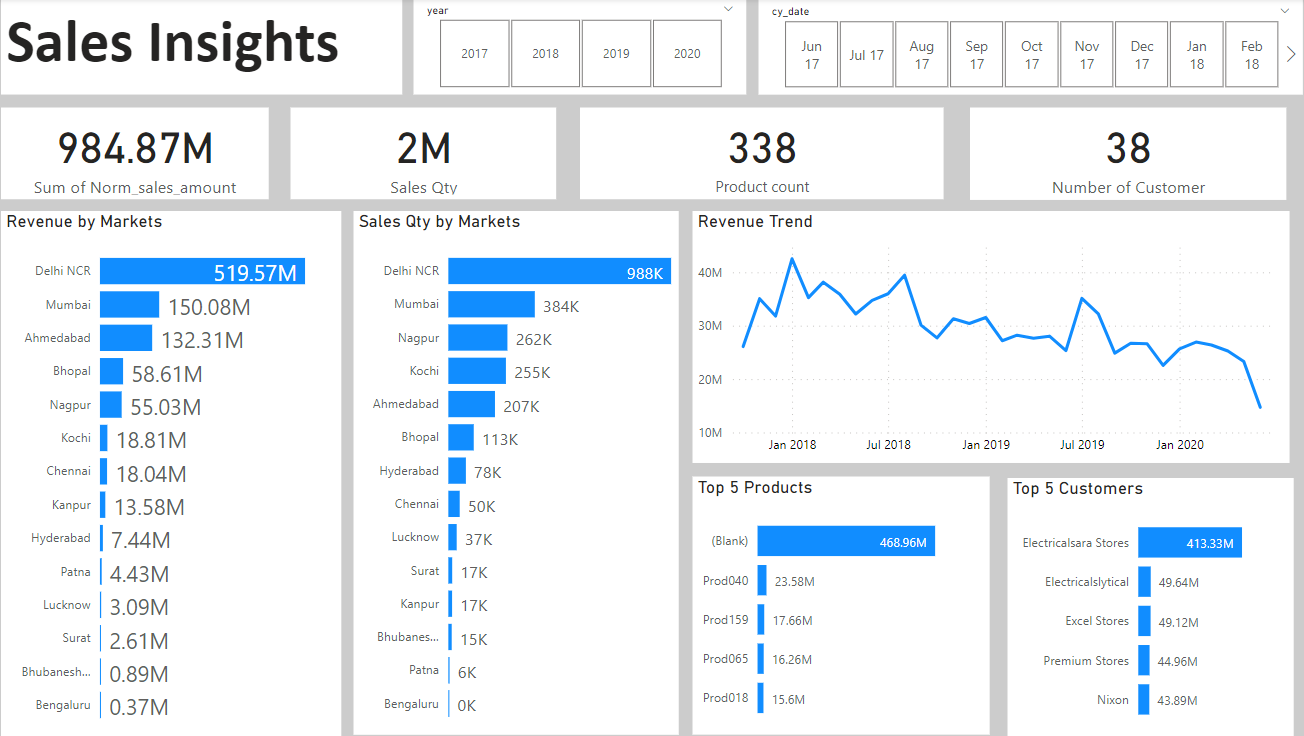 Sales Insights
year
2017
2018
2019
2020
cy_date
Jun
17
Jul 17
Aug
17
Sep
17
Oct
17
Nov
17
Dec
17
Jan
18
Feb
18
984.87M
Sum of Norm_sales_amount
2M
Sales Qty
338
Product count
38
Number of Customer
Revenue by Markets
Delhi NCR 519.57M
Mumbai 150.08M
Ahmedabad 132.31M
Bhopal 58.61M
Nagpur 55.03M
Kochi 18.81M
Chennai 18.04M
Kanpur 13.58M
Hyderabad 7.44M
Patna 4.43M
Lucknow 3.09M
Surat 2.61M
Bhubanesh... 0.89M
Bengaluru 0.37M
Sales Qty by Markets
Delhi NCR 988K
Mumbai 384K
Nagpur 262K
Kochi 255K
Ahmedabad 207K
Bhopal 113K
Hyderabad 78K
Chennai 50K
Lucknow 37K
Surat 17K
Kanpur 17K
Bhubanes... 15K
Patna 6K
Bengaluru 0K
Revenue Trend
40M
30M
20M
10M
Jan 2018 Jul 2018 Jan 2019 Jul 2019 Jan 2020
Top 5 Products
(Blank) 468.96M
Prod040 23.58M
Prod159 17.66M
Prod065 16.26M
Prod018 15.6M
Top 5 Customers
Electricalsara Stores 413.33M
Electricalslytical 49.64M
Excel Stores 49.12M
Premium Stores 44.96M
Nixon 43.89M